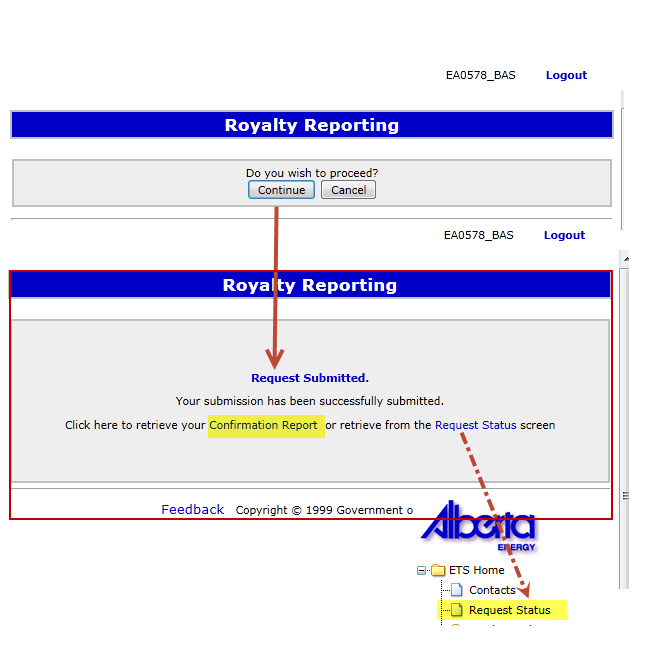 EA0578_BAS Logout
Royalty Reporting
Do you wish to proceed?
Continue Cancel
EA0578_BAS Logout
Royalty Reporting
Request Submitted.
Your submission has been successfully submitted.
Click here to retrieve your Confirmation Report or retrieve from the Request Status screen
Feedback Copyright © 1999 Government o
Alberta
ENERGY
ETS Home
Contacts
Request Status